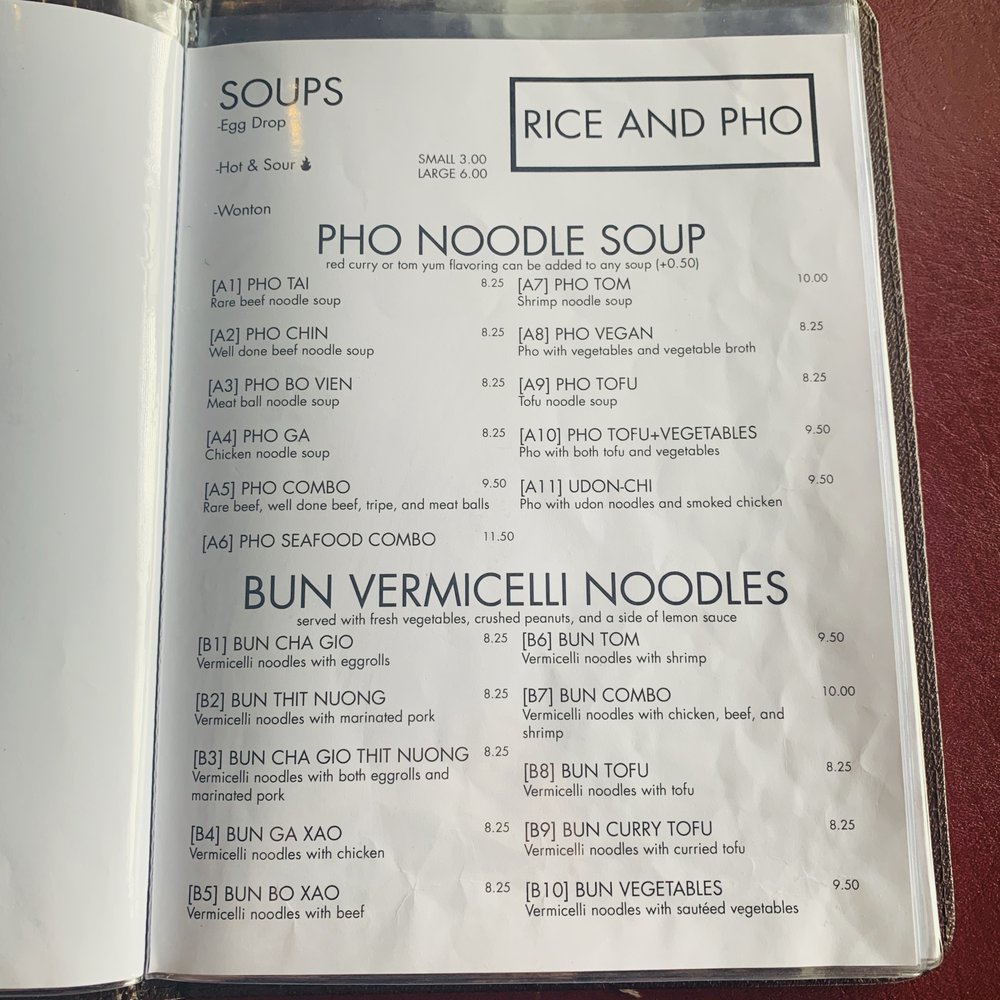 SOUPS
-Egg Drop
-Hot & Sour
-Wonton
SMALL 3.00
LARGE 6.00
RICE AND PHO
PHO NOODLE SOUP
red curry or tom yum flavoring can be added to any soup (+0.50)
[A1] PHO TAI 8.25
Rare beef noodle soup
[A2] PHO CHIN 8.25
Well done beef noodle soup
[A3] PHO BO VIEN 8.25
Meat ball noodle soup
[A4] PHO GA 8.25
Chicken noodle soup
[A5] PHO COMBO 9.50
Rare beef, well done beef, tripe, and meat balls
[A6] PHO SEAFOOD COMBO 11.50
[A7] PHO TOM 10.00
Shrimp noodle soup
[A8] PHO VEGAN 8.25
Pho with vegetables and vegetable broth
[A9] PHO TOFU 8.25
Tofu noodle soup
[A10] PHO TOFU+VEGETABLES 9.50
Pho with both tofu and vegetables
[A11] UDON-CHI 9.50
Pho with udon noodles and smoked chicken
BUN VERMICELLI NOODLES
served with fresh vegetables, crushed peanuts, and a side of lemon sauce
[B1] BUN CHA GIO 8.25
Vermicelli noodles with eggrolls
[B2] BUN THIT NUONG 8.25
Vermicelli noodles with marinated pork
[B3] BUN CHA GIO THIT NUONG 8.25
Vermicelli noodles with both eggrolls and
marinated pork
[B4] BUN GA XAO 8.25
Vermicelli noodles with chicken
[B5] BUN BO XAO 8.25
Vermicelli noodles with beef
[B6] BUN TOM 9.50
Vermicelli noodles with shrimp
[B7] BUN COMBO 10.00
Vermicelli noodles with chicken, beef, and
shrimp
[B8] BUN TOFU 8.25
Vermicelli noodles with tofu
[B9] BUN CURRY TOFU 8.25
Vermicelli noodles with curried tofu
[B10] BUN VEGETABLES 9.50
Vermicelli noodles with sautéed vegetables